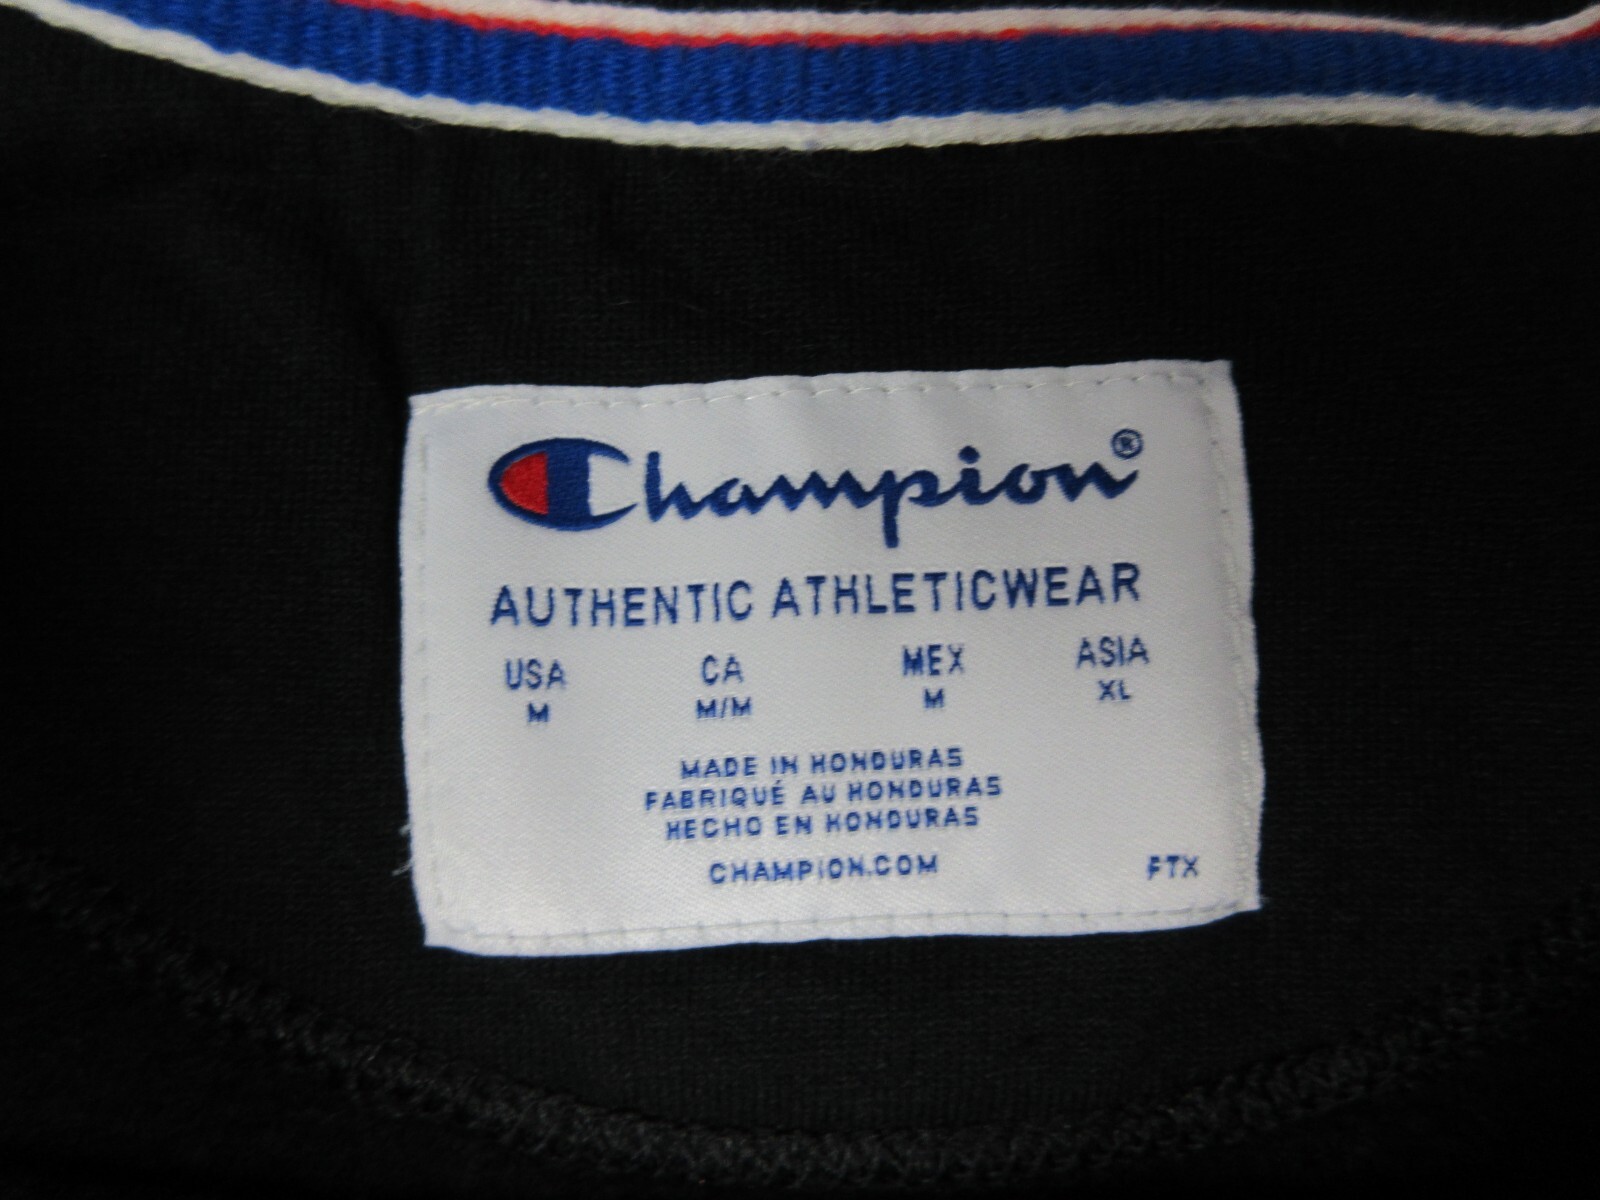 Champion®
AUTHENTIC ATHLETICWEAR
USA CA MEX ASIA
M M/M M XL
MADE IN HONDURAS
FABRIQUÉ AU HONDURAS
HECHO EN HONDURAS
CHAMPION.COM FTX